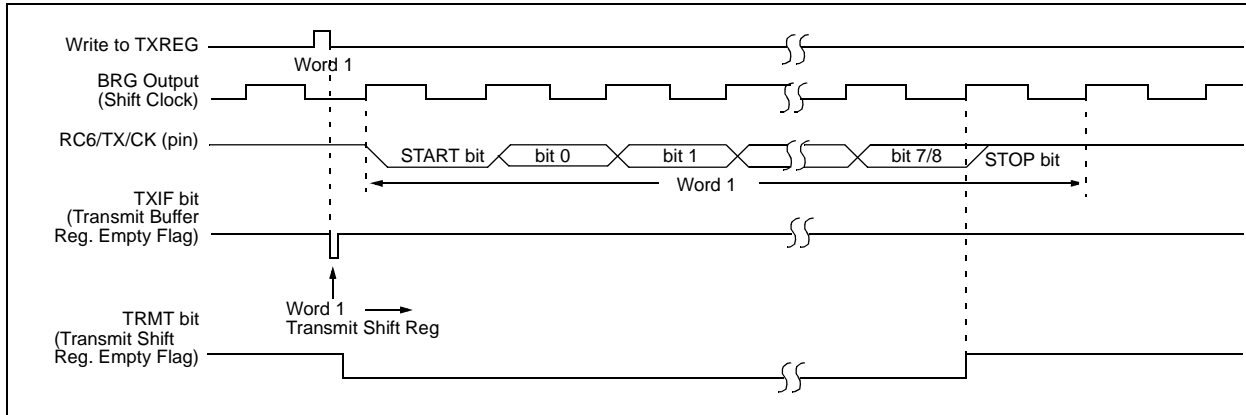 Write to TXREG
Word 1
BRG Output
(Shift Clock)
RC6/TX/CK (pin)
START bit
bit 0
bit 1
bit 7/8
STOP bit
Word 1
TXIF bit
(Transmit Buffer
Reg. Empty Flag)
Word 1
Transmit Shift Reg
TRMT bit
(Transmit Shift
Reg. Empty Flag)